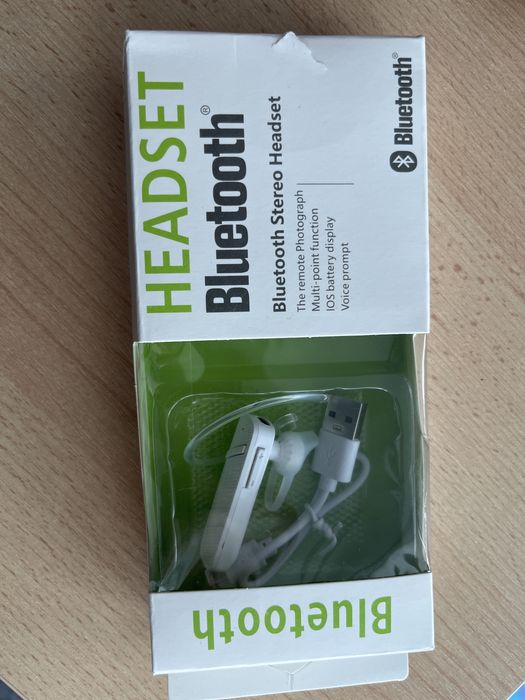 HEADSET
Bluetooth®
Bluetooth Stereo Headset
The remote Photograph
Multi-point function
IOS battery display
Voice prompt
Bluetooth
Bluetooth